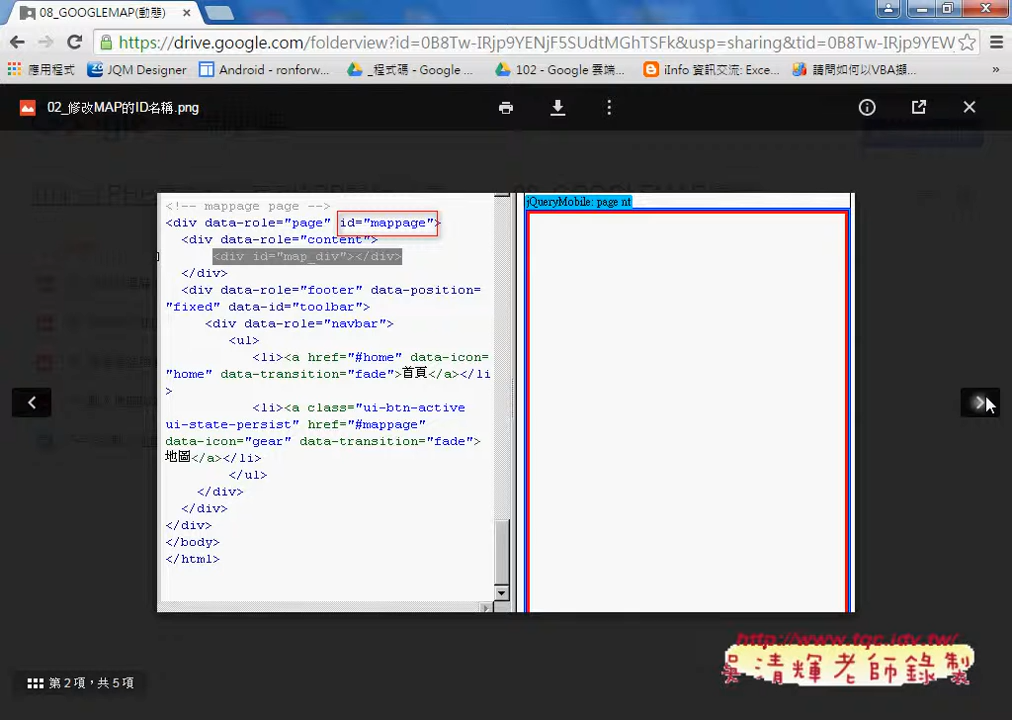 08_GOOGLEMAP(動態)
https://drive.google.com/folderview?id=0B8Tw-IRjp9YENjF5SUdtMGhTSFk&usp=sharing&tid=0B8Tw-IRjp9YEW
應用程式
JQM Designer
Android - ronforw...
_程式碼 - Google ...
102 - Google 雲端...
iInfo 資訊交流: Exce...
請問如何以VBA擷...
»
02_修改MAP的ID名稱.png
<!-- mappage page -->
<div data-role="page" id="mappage">
<div data-role="content">
<div id="map_div"></div>
</div>
<div data-role="footer" data-position=
"fixed" data-id="toolbar">
<div data-role="navbar">
<ul>
<li><a href="#home" data-icon=
"home" data-transition="fade">首頁</a></li
>
<li><a class="ui-btn-active
ui-state-persist" href="#mappage"
data-icon="gear" data-transition="fade">
地圖</a></li>
</ul>
</div>
</div>
</div>
</body>
</html>
jQueryMobile: page nt
http://www.tqc.idv.tw/
吳清輝老師錄製
第 2 項，共 5 項